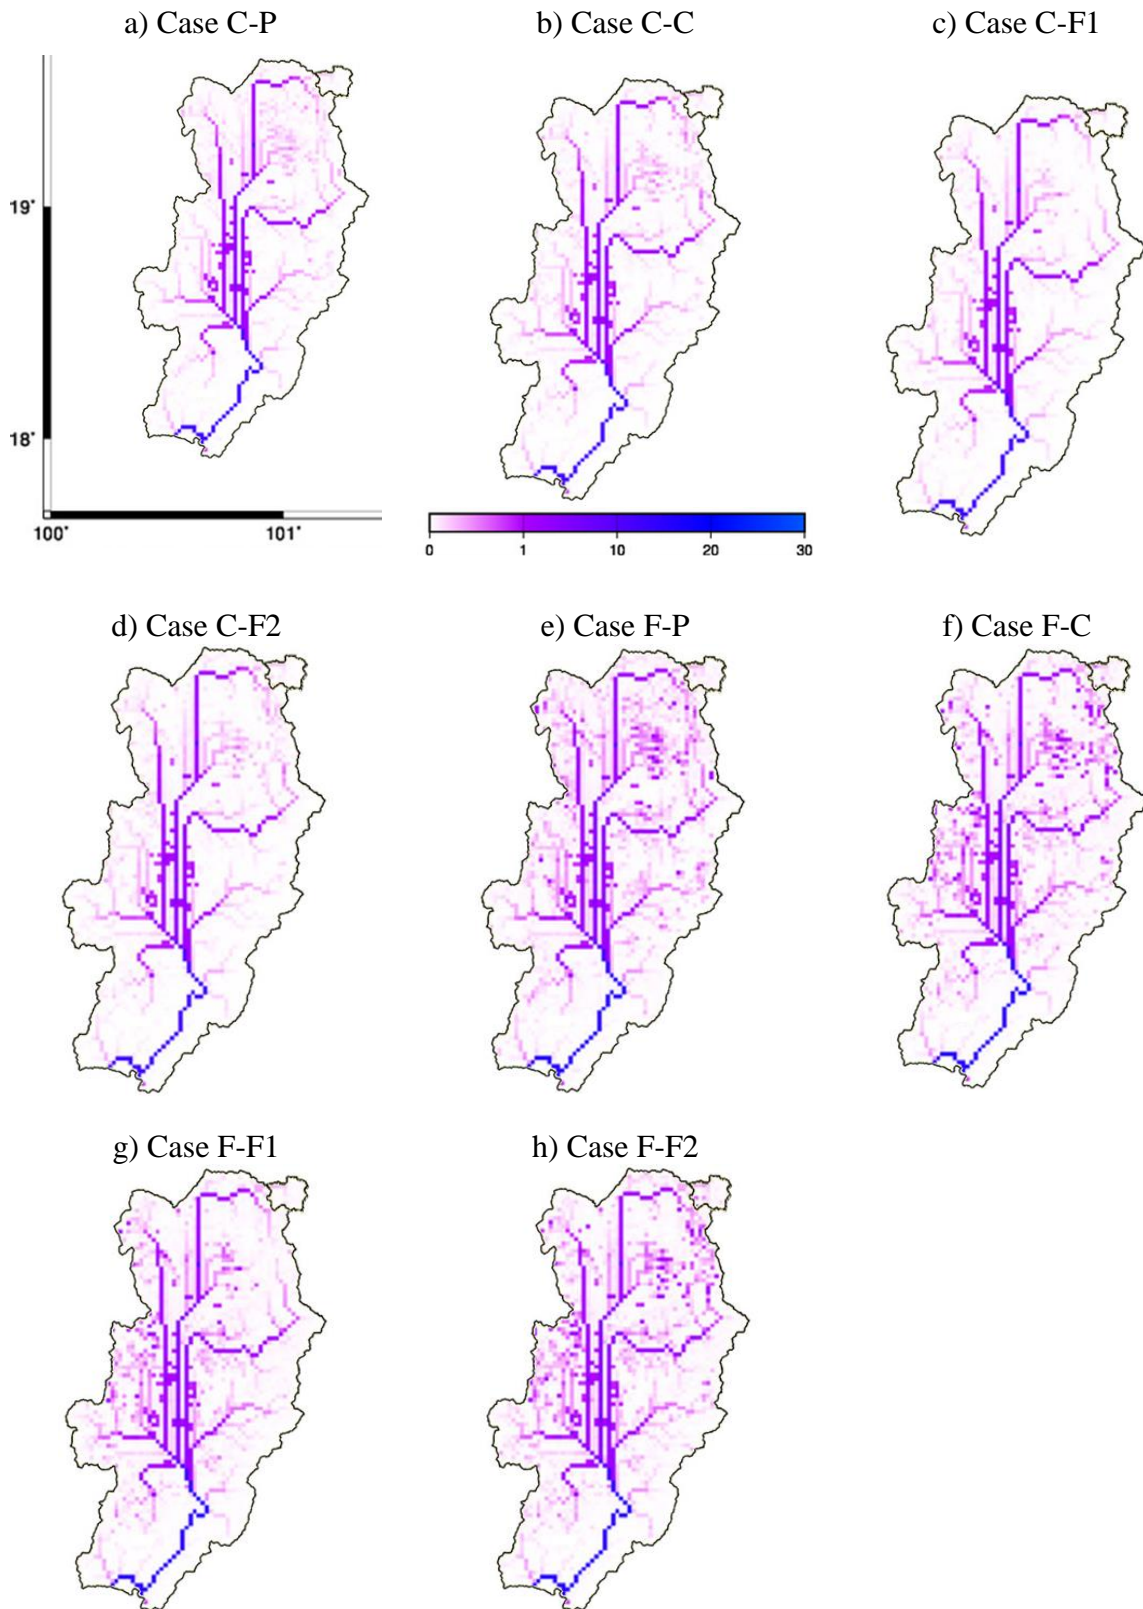 a) Case C-P
b) Case C-C
c) Case C-F1
19°
18°
100°
101°
0
1
10
20
30
d) Case C-F2
e) Case F-P
f) Case F-C
g) Case F-F1
h) Case F-F2